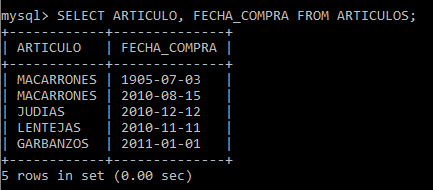 mysql> SELECT ARTICULO, FECHA_COMPRA FROM ARTICULOS;
+------------+--------------+
| ARTICULO   | FECHA_COMPRA |
+------------+--------------+
| MACARRONES | 1905-07-03   |
| MACARRONES | 2010-08-15   |
| JUDIAS     | 2010-12-12   |
| LENTEJAS   | 2010-11-11   |
| GARBANZOS  | 2011-01-01   |
+------------+--------------+
5 rows in set (0.00 sec)